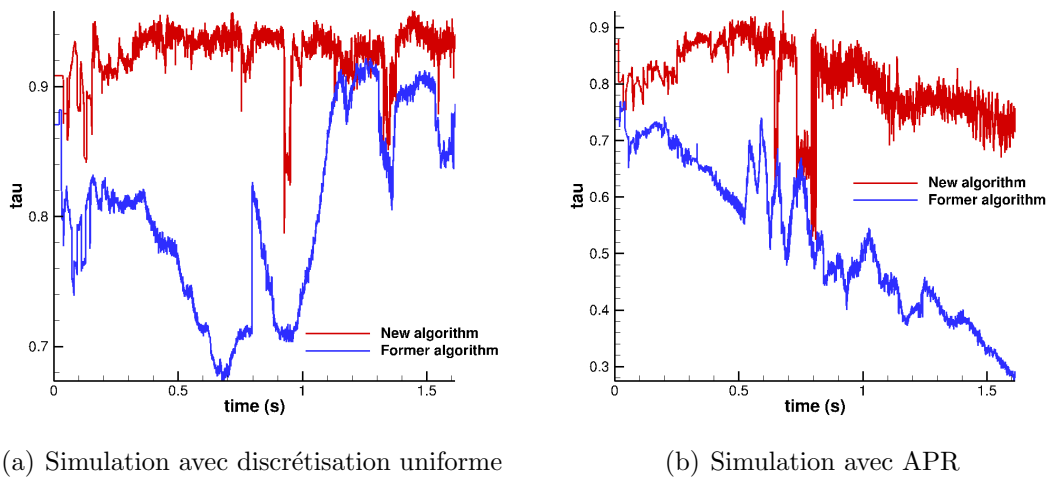 tau
0.9
0.8
0.7
0
0.5
1
1.5
time (s)
New algorithm
Former algorithm
(a) Simulation avec discrétisation uniforme
tau
0.9
0.8
0.7
0.6
0.5
0.4
0.3
0
0.5
1
1.5
time (s)
New algorithm
Former algorithm
(b) Simulation avec APR